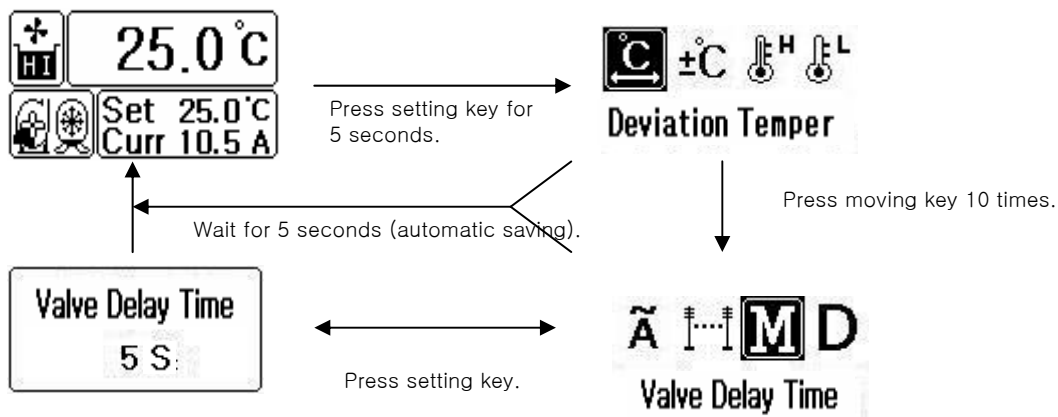 HI
25.0°C
Set 25.0°C
Curr 10.5 A
Press setting key for
5 seconds.
°C ±°C H L
Deviation Temper
Press moving key 10 times.
Wait for 5 seconds (automatic saving).
Valve Delay Time
5 S
Press setting key.
Ã M D
Valve Delay Time